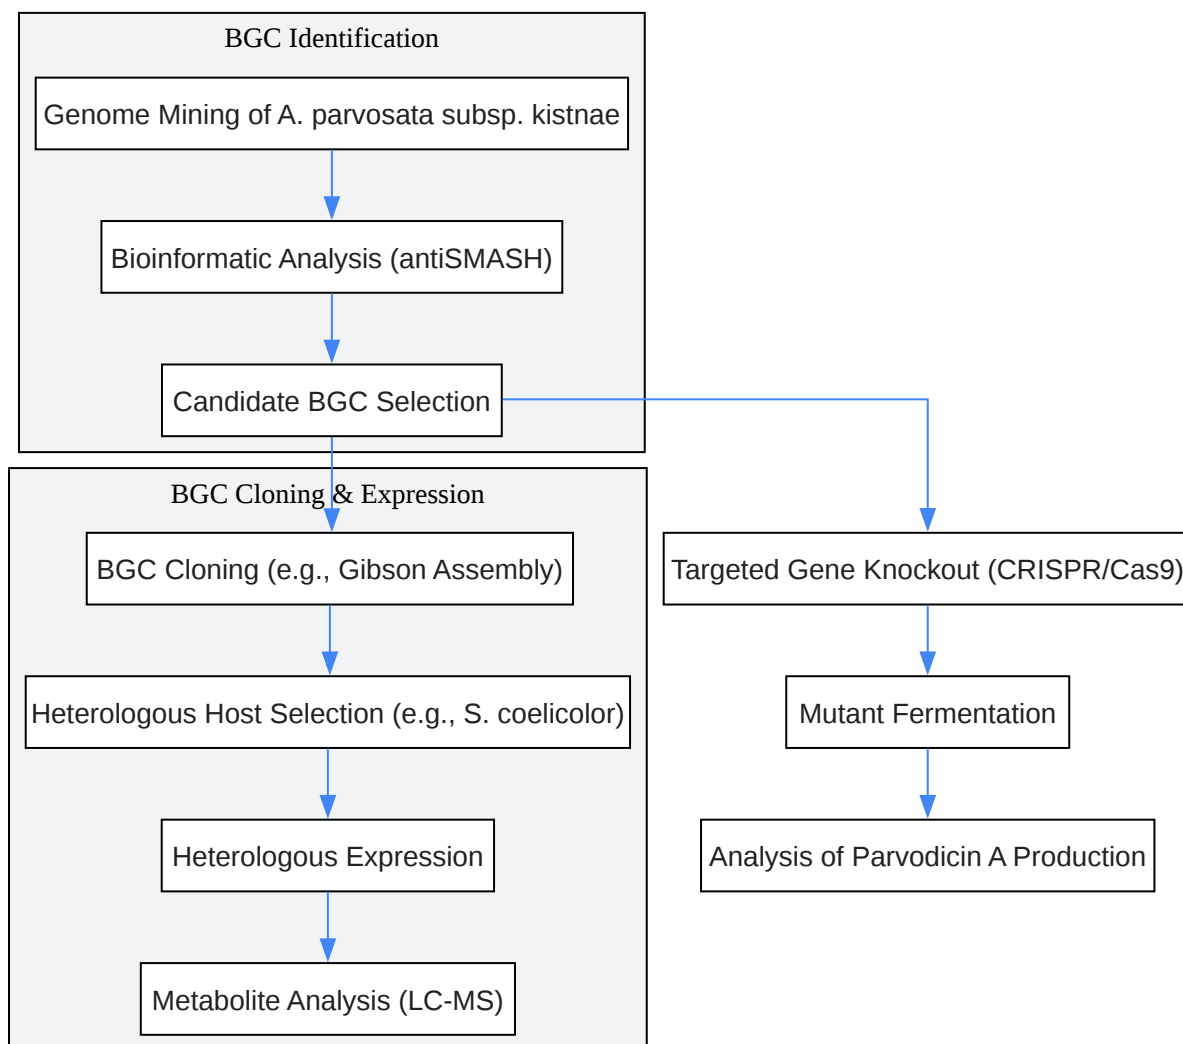 BGC Identification
Genome Mining of A. parvosata subsp. kistnae
Bioinformatic Analysis (antiSMASH)
Candidate BGC Selection
BGC Cloning & Expression
BGC Cloning (e.g., Gibson Assembly)
Heterologous Host Selection (e.g., S. coelicolor)
Heterologous Expression
Metabolite Analysis (LC-MS)
Targeted Gene Knockout (CRISPR/Cas9)
Mutant Fermentation
Analysis of Parvodicin A Production